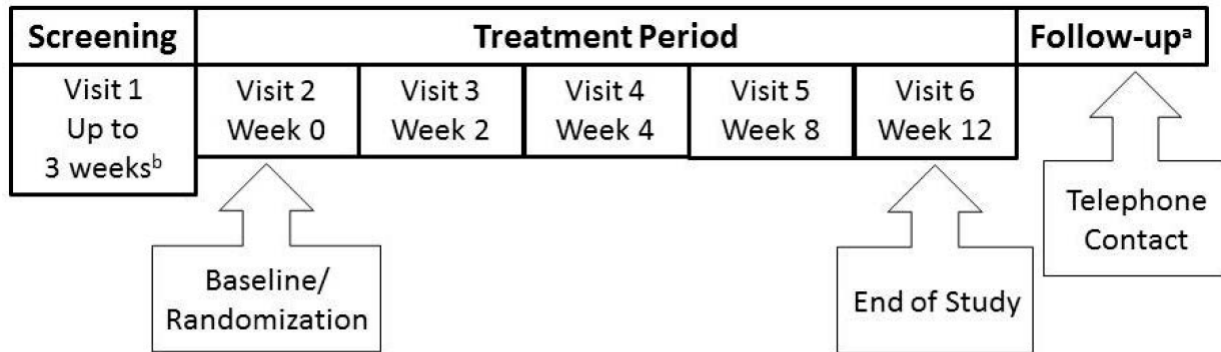 Screening
Treatment Period
Follow-upᵃ
Visit 1
Up to
3 weeksᵇ
Visit 2
Week 0
Visit 3
Week 2
Visit 4
Week 4
Visit 5
Week 8
Visit 6
Week 12
Baseline/
Randomization
End of Study
Telephone
Contact